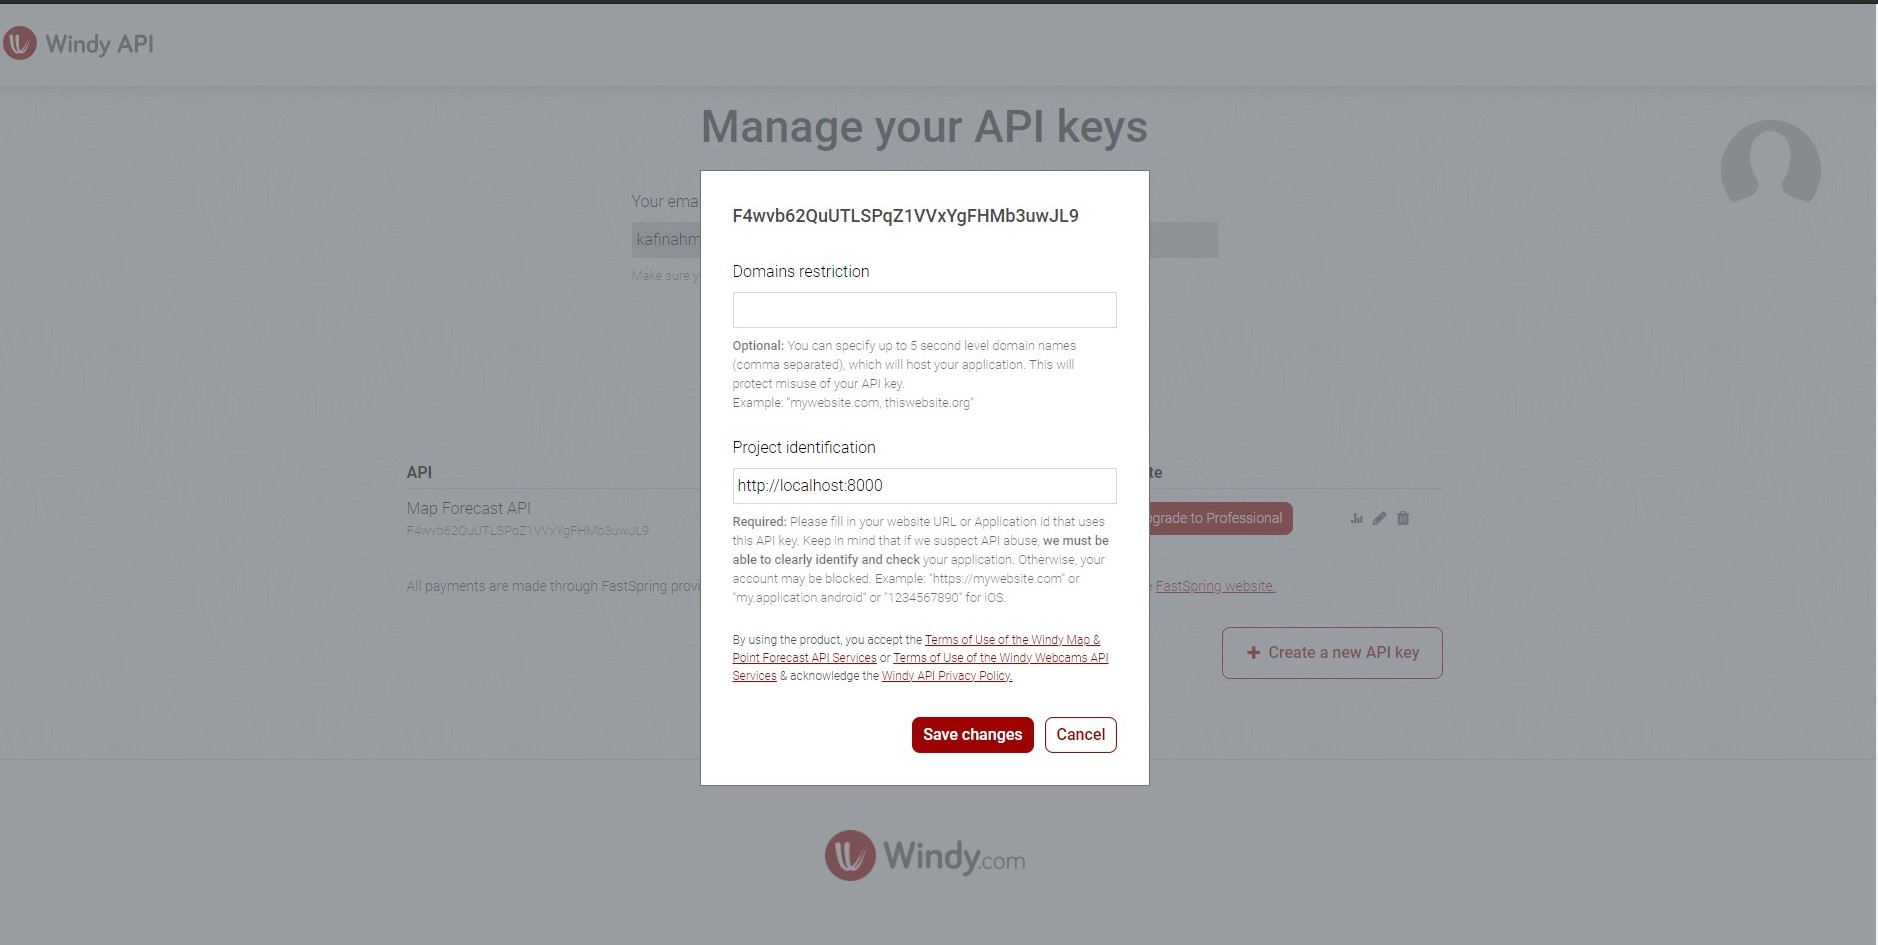 Windy API
Manage your API keys
Your ema
kafinahm
Make sure y
F4wvb62QuUTLSPqZ1VVxYgFHMb3uwJL9
Domains restriction
Optional: You can specify up to 5 second level domain names
(comma separated), which will host your application. This will
protect misuse of your API key.
Example: "mywebsite.com, thiswebsite.org"
Project identification
http://localhost:8000
Required: Please fill in your website URL or Application id that uses
this API key. Keep in mind that if we suspect API abuse, we must be
able to clearly identify and check your application. Otherwise, your
account may be blocked. Example: "https://mywebsite.com" or
"my.application.android" or "1234567890" for iOS.
By using the product, you accept the Terms of Use of the Windy Map &
Point Forecast API Services or Terms of Use of the Windy Webcams API
Services & acknowledge the Windy API Privacy Policy.
Save changes Cancel
API te
Map Forecast API
F4wvb62QuUTLSPqZ1VVxYgFHMb3uwJL9
grade to Professional
All payments are made through FastSpring provi FastSpring website.
+ Create a new API key
Windy.com